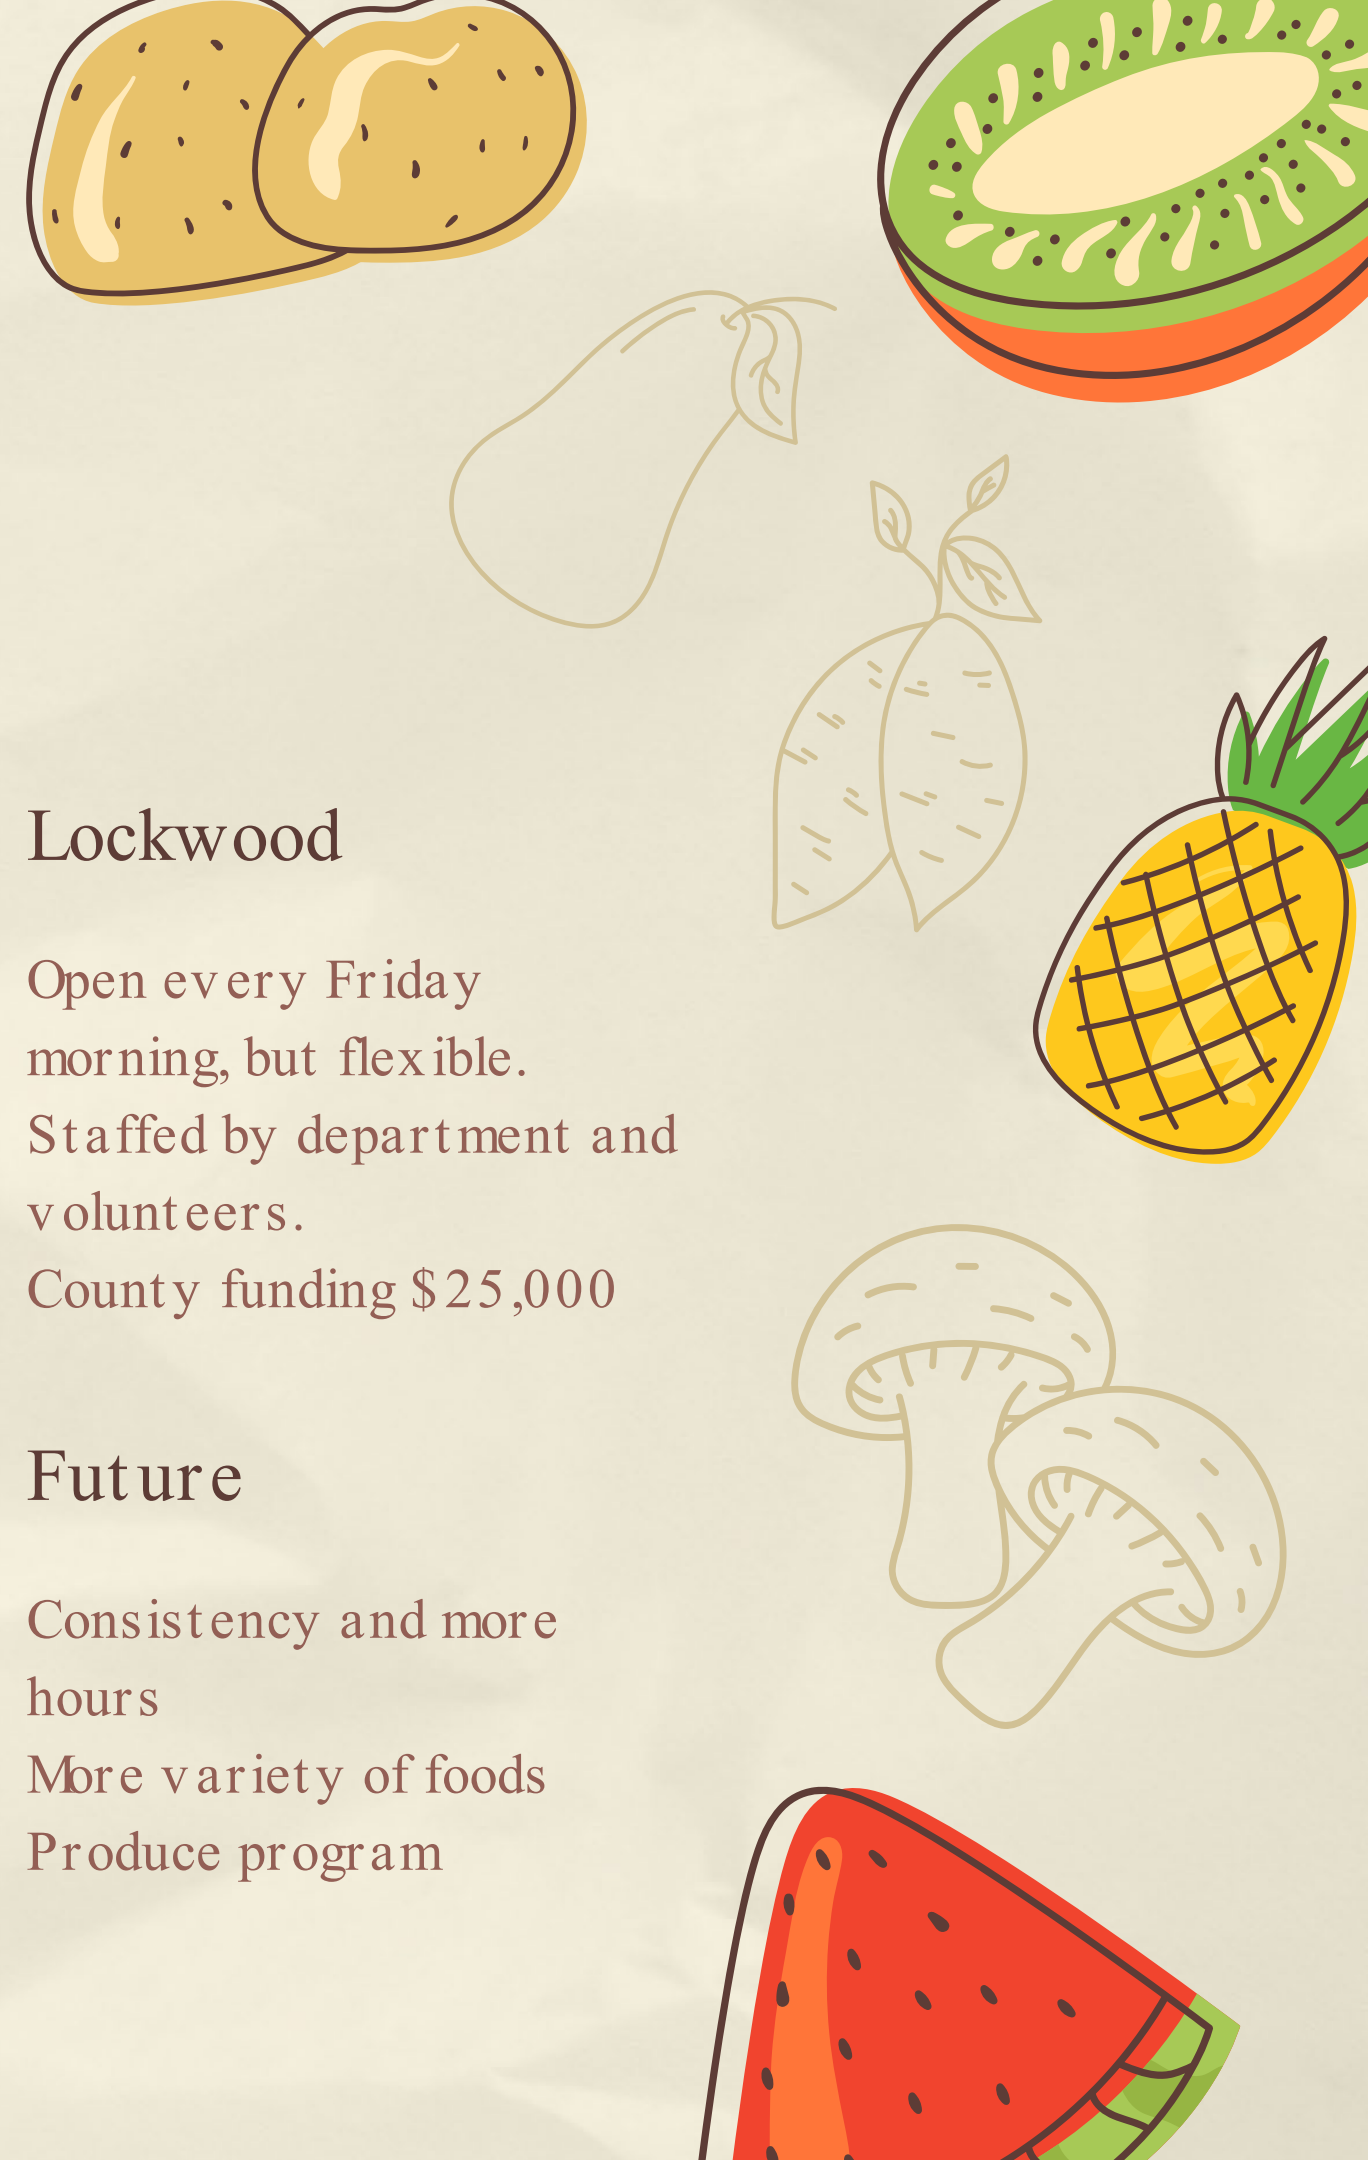 Lockwood
Open every Friday
morning, but flexible.
Staffed by department and
volunteers.
County funding $25,000
Future
Consistency and more
hours
More variety of foods
Produce program